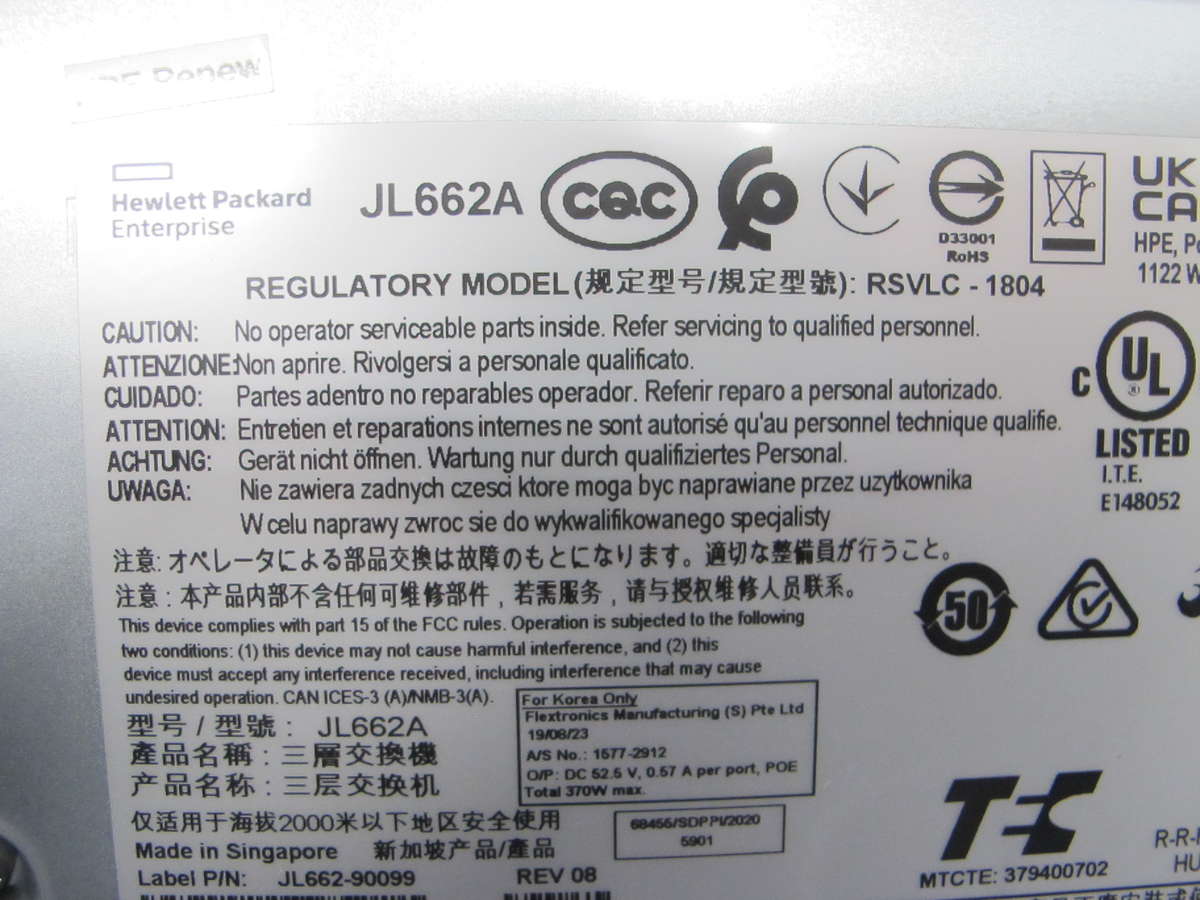 Renew
Hewlett Packard
Enterprise
JL662A
CQC
D33001
RoHS
UK
CA
HPE,
1122
REGULATORY MODEL(规定型号/規定型號): RSVLC - 1804
CAUTION: No operator serviceable parts inside. Refer servicing to qualified personnel.
ATTENZIONE:Non aprire. Rivolgersi a personale qualificato.
CUIDADO: Partes adentro no reparables operador. Referir reparo a personal autorizado.
ATTENTION: Entretien et reparations internes ne sont autorisé qu'au personnel technique qualifie.
ACHTUNG: Gerät nicht öffnen. Wartung nur durch qualifiziertes Personal.
UWAGA: Nie zawiera zadnych czesci ktore moga byc naprawiane przez uzytkownika
W celu naprawy zwroc sie do wykwalifikowanego specjalisty
C UL ® LISTED
I.T.E.
E148052
注意: オペレータによる部品交換は故障のもとになります。適切な整備員が行うこと。
注意：本产品内部不含任何可维修部件，若需服务，请与授权维修人员联系。
50
This device complies with part 15 of the FCC rules. Operation is subjected to the following
two conditions: (1) this device may not cause harmful interference, and (2) this
device must accept any interference received, including interference that may cause
undesired operation. CAN ICES-3 (A)/NMB-3(A).
For Korea Only
Flextronics Manufacturing (S) Pte Ltd
19/08/23
A/S No.: 1577-2912
O/P: DC 52.5 V, 0.57 A per port, POE
Total 370W max.
型号 / 型號： JL662A
產品名稱：三層交換機
产品名称：三层交换机
仅适用于海拔2000米以下地区安全使用
68455/SDPPI/2020
5901
Made in Singapore 新加坡产品/產品
Label P/N: JL662-90099 REV 08
MTCTE: 379400702